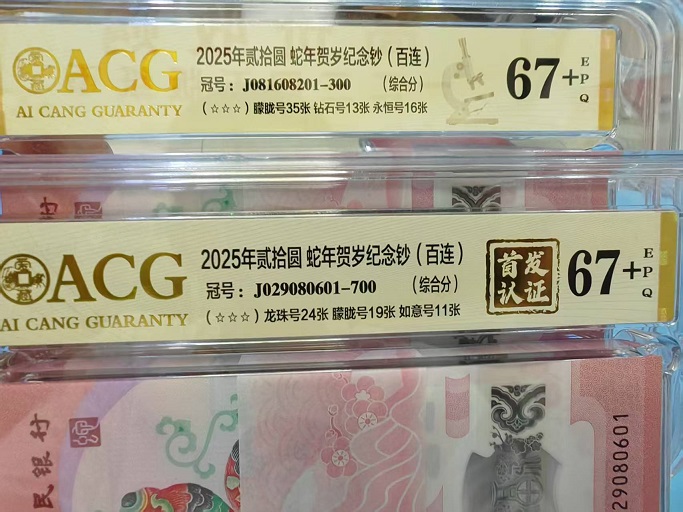 ACG
AI CANG GUARANTY
2025年贰拾圆 蛇年贺岁纪念钞（百连）
冠号：J081608201-300 （综合分）
（☆☆☆）朦胧号35张 钻石号13张 永恒号16张
67+ EPQ
ACG
AI CANG GUARANTY
2025年贰拾圆 蛇年贺岁纪念钞（百连）
冠号：J029080601-700 （综合分）
（☆☆☆）龙珠号24张 朦胧号19张 如意号11张
首发
认证
67+ EPQ
民银行
29080601